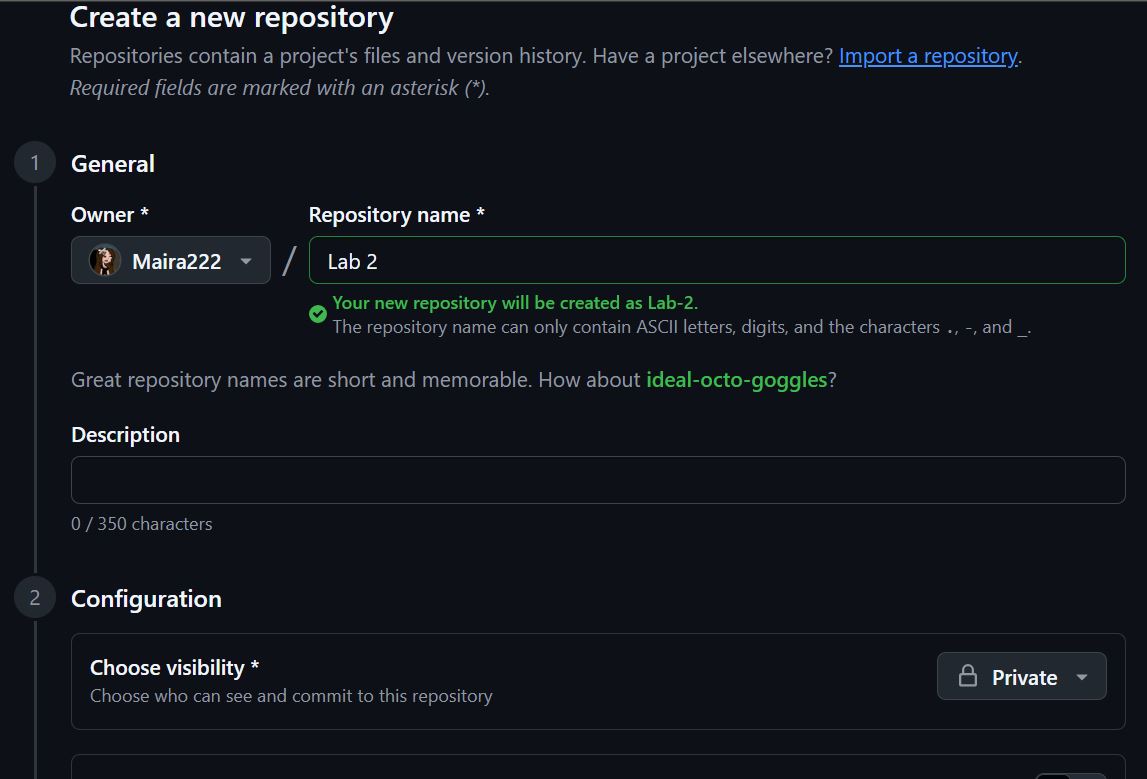 Create a new repository
Repositories contain a project's files and version history. Have a project elsewhere? Import a repository.
Required fields are marked with an asterisk (*).
1 General
Owner * Repository name *
Maira222 / Lab 2
Your new repository will be created as Lab-2.
The repository name can only contain ASCII letters, digits, and the characters ., -, and _.
Great repository names are short and memorable. How about ideal-octo-goggles?
Description
0 / 350 characters
2 Configuration
Choose visibility *
Choose who can see and commit to this repository
Private